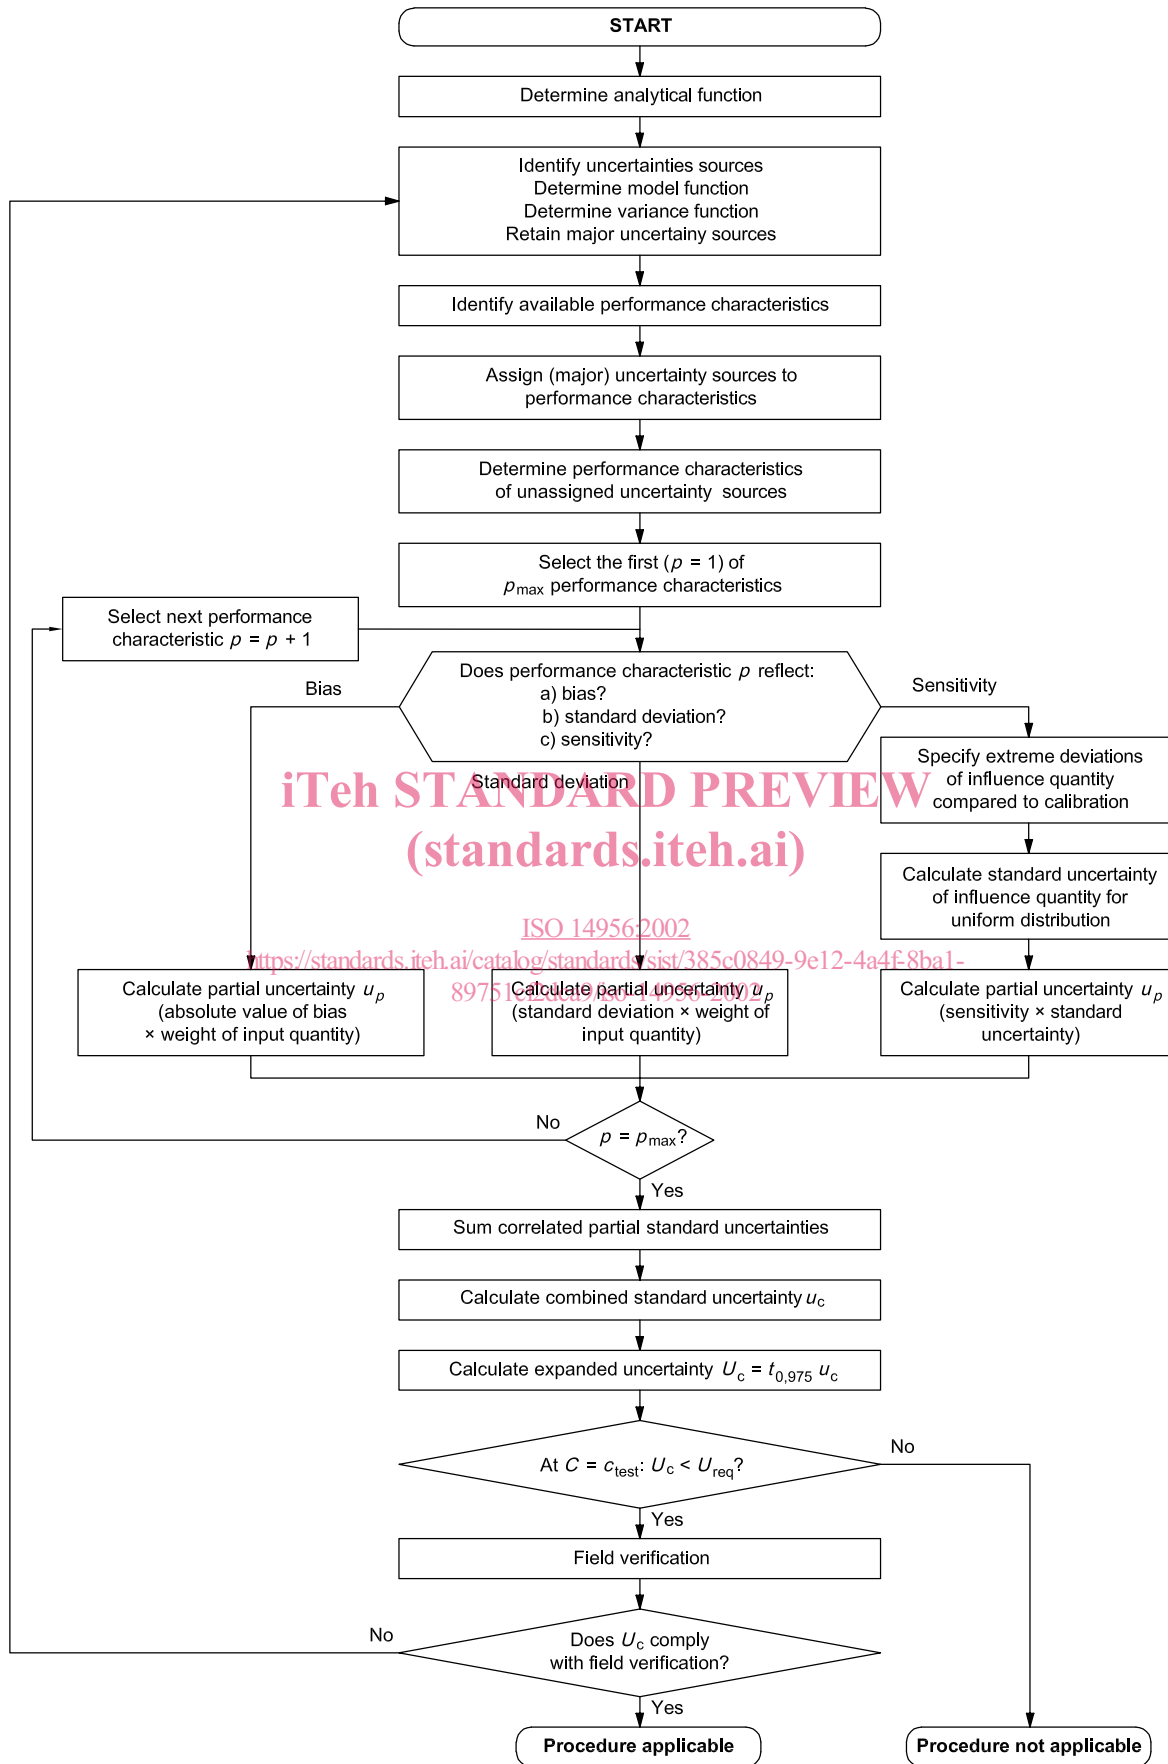 START
Determine analytical function
Identify uncertainties sources
Determine model function
Determine variance function
Retain major uncertainy sources
Identify available performance characteristics
Assign (major) uncertainty sources to
performance characteristics
Determine performance characteristics
of unassigned uncertainty sources
Select the first (p = 1) of
pmax performance characteristics
Select next performance
characteristic p = p + 1
Does performance characteristic p reflect:
a) bias?
b) standard deviation?
c) sensitivity?
Bias
Sensitivity
Standard deviation
Specify extreme deviations
of influence quantity
compared to calibration
iTeh STANDARD PREVIEW
(standards.iteh.ai)
Calculate standard uncertainty
of influence quantity for
uniform distribution
ISO 14956:2002
https://standards.iteh.ai/catalog/standards/sist/385c0849-9e12-4a4f-8ba1-
89751cf2dca9/iso-14956-2002
Calculate partial uncertainty up
(absolute value of bias
× weight of input quantity)
Calculate partial uncertainty up
(standard deviation × weight of
input quantity)
Calculate partial uncertainty up
(sensitivity × standard
uncertainty)
No
p = pmax?
Yes
Sum correlated partial standard uncertainties
Calculate combined standard uncertainty uc
Calculate expanded uncertainty Uc = t0,975 uc
At C = ctest: Uc < Ureq?
No
Yes
Field verification
No
Does Uc comply
with field verification?
Yes
Procedure applicable
Procedure not applicable